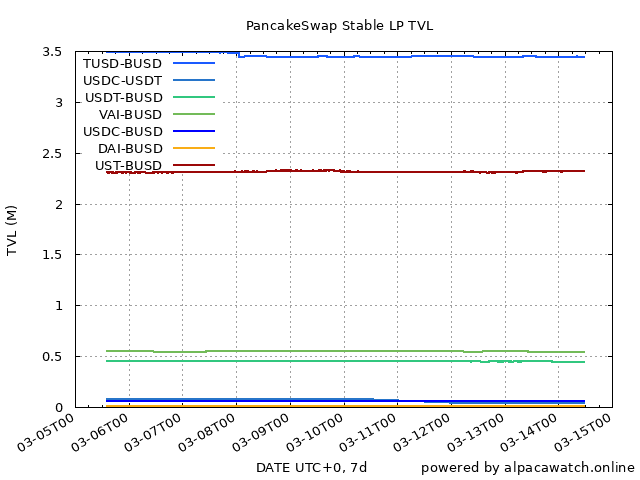 PancakeSwap Stable LP TVL
3.5
3
2.5
2
1.5
1
0.5
0
TVL (M)
TUSD-BUSD
USDC-USDT
USDT-BUSD
VAI-BUSD
USDC-BUSD
DAI-BUSD
UST-BUSD
03-05T00
03-06T00
03-07T00
03-08T00
03-09T00
03-10T00
03-11T00
03-12T00
03-13T00
03-14T00
03-15T00
DATE UTC+0, 7d
powered by alpacawatch.online